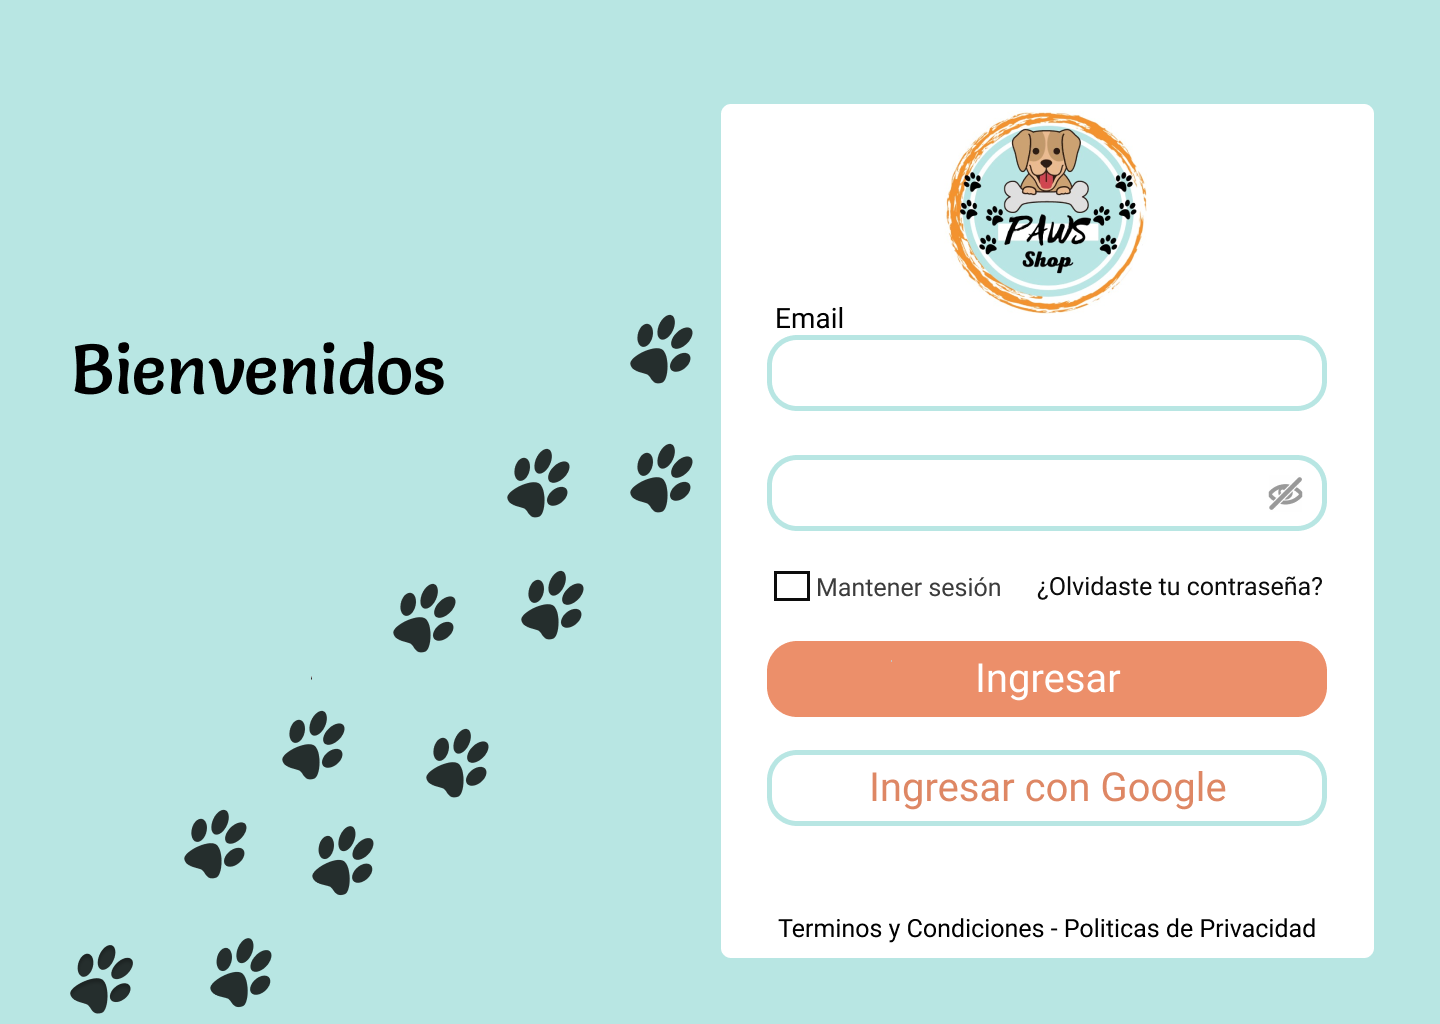 PAWS
Shop
Email
Bienvenidos
Mantener sesión
¿Olvidaste tu contraseña?
Ingresar
Ingresar con Google
Terminos y Condiciones - Politicas de Privacidad